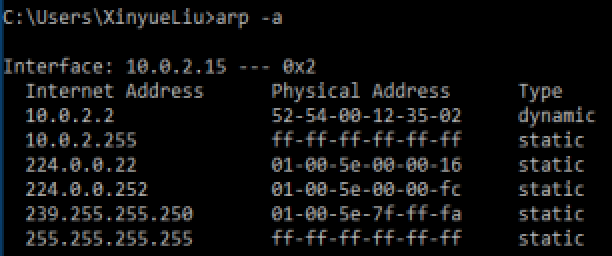 C:\Users\XinyueLiu>arp -a
Interface: 10.0.2.15 --- 0x2
Internet Address Physical Address Type
10.0.2.2 52-54-00-12-35-02 dynamic
10.0.2.255 ff-ff-ff-ff-ff-ff static
224.0.0.22 01-00-5e-00-00-16 static
224.0.0.252 01-00-5e-00-00-fc static
239.255.255.250 01-00-5e-7f-ff-fa static
255.255.255.255 ff-ff-ff-ff-ff-ff static